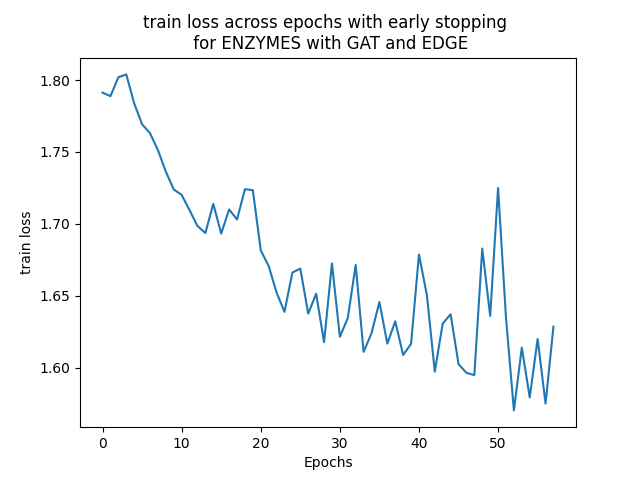 train loss across epochs with early stopping
for ENZYMES with GAT and EDGE
1.80
1.75
1.70
1.65
1.60
train loss
0 10 20 30 40 50
Epochs